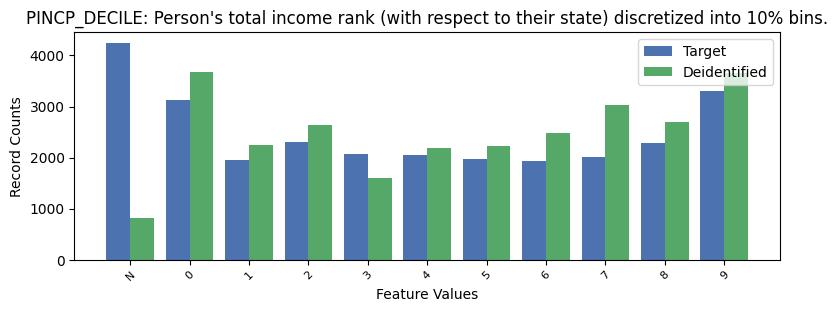 PINCP_DECILE: Person's total income rank (with respect to their state) discretized into 10% bins.
Target
Deidentified
Record Counts
4000
3000
2000
1000
0
N 0 1 2 3 4 5 6 7 8 9
Feature Values